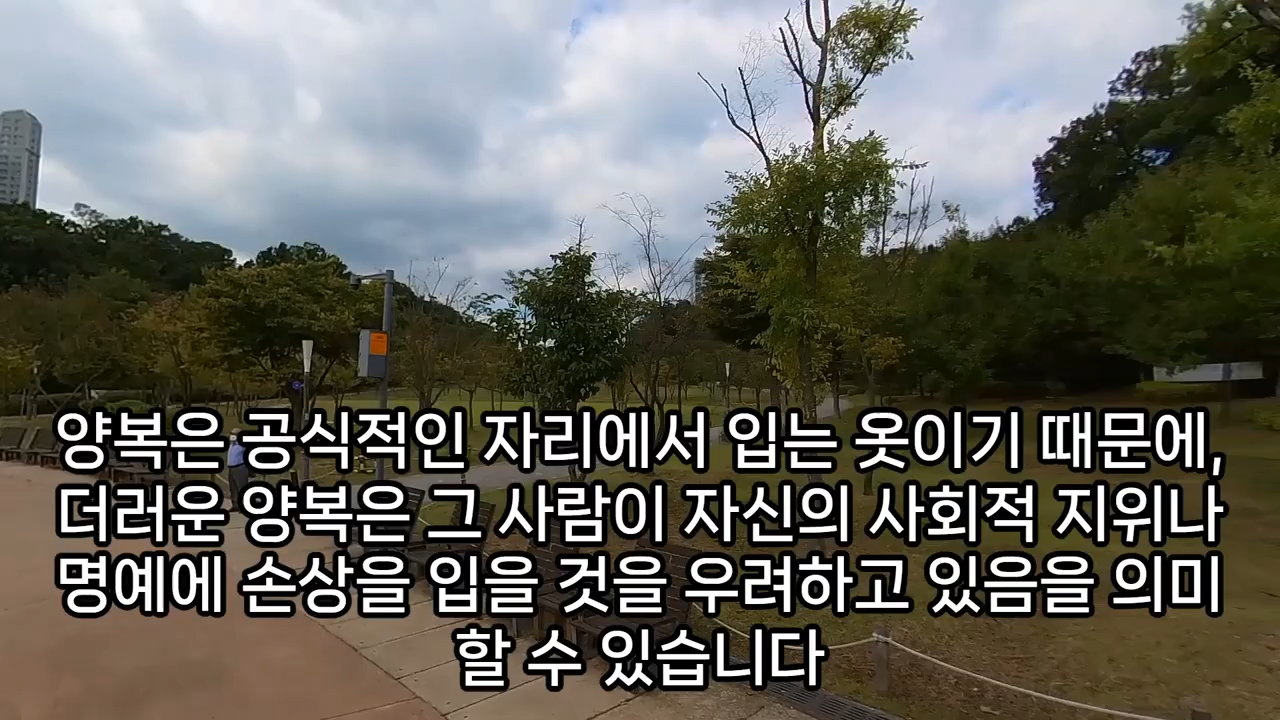 양복은 공식적인 자리에서 입는 옷이기 때문에,
더러운 양복은 그 사람이 자신의 사회적 지위나
명예에 손상을 입을 것을 우려하고 있음을 의미
할 수 있습니다